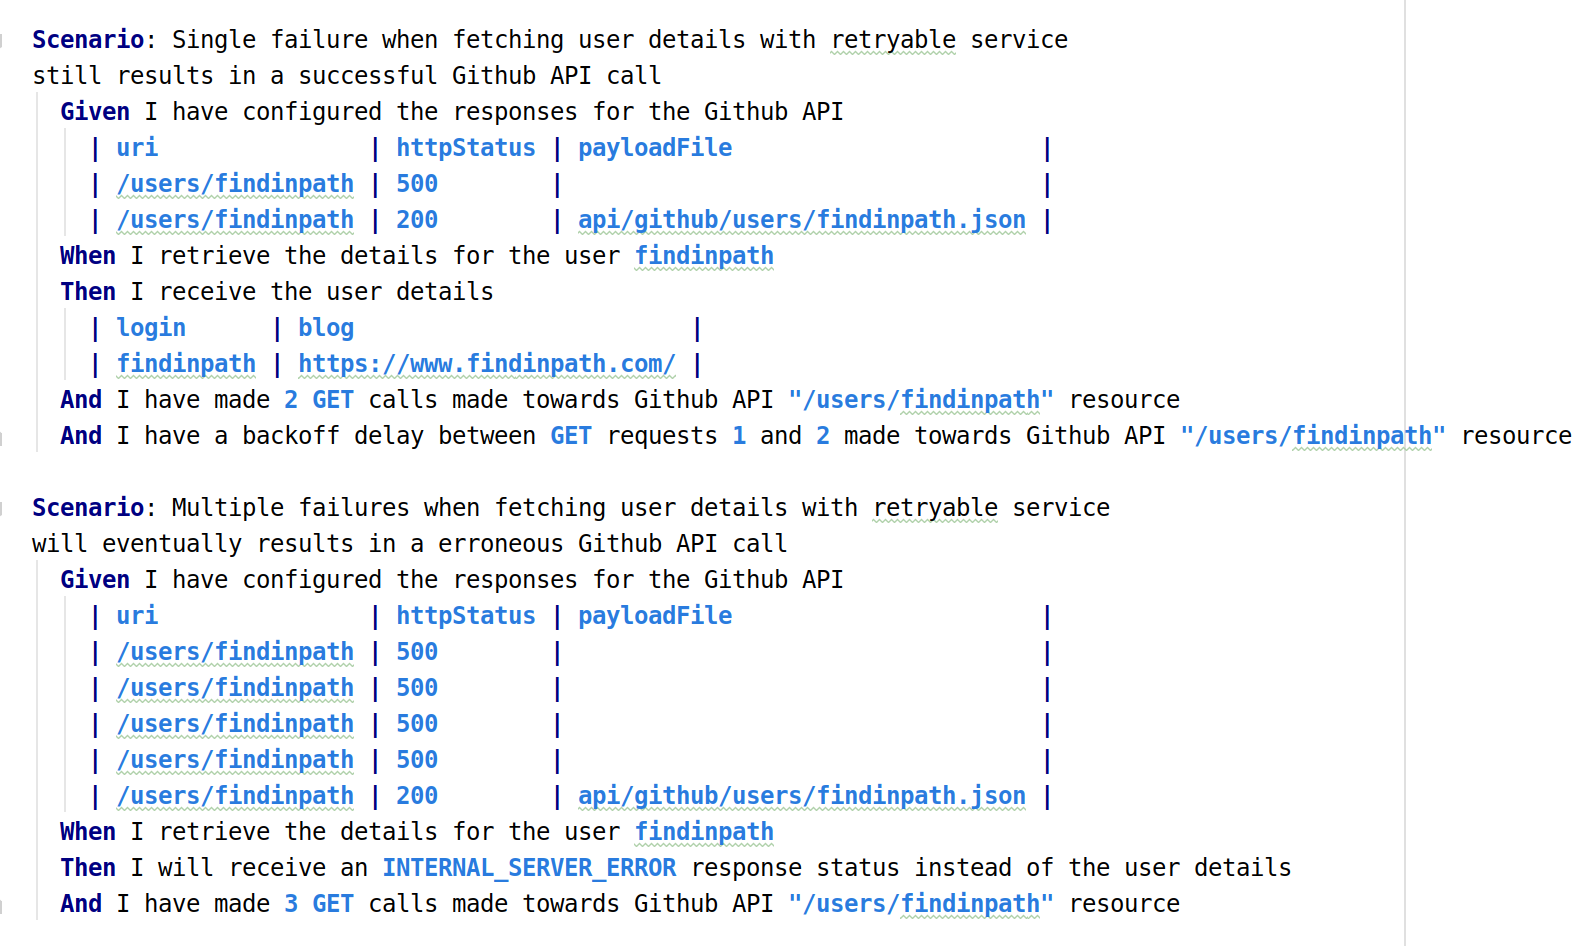 Scenario: Single failure when fetching user details with retryable service
still results in a successful Github API call
Given I have configured the responses for the Github API
| uri | httpStatus | payloadFile |
| /users/findinpath | 500 | |
| /users/findinpath | 200 | api/github/users/findinpath.json |
When I retrieve the details for the user findinpath
Then I receive the user details
| login | blog |
| findinpath | https://www.findinpath.com/ |
And I have made 2 GET calls made towards Github API "/users/findinpath" resource
And I have a backoff delay between GET requests 1 and 2 made towards Github API "/users/findinpath" resource
Scenario: Multiple failures when fetching user details with retryable service
will eventually results in a erroneous Github API call
Given I have configured the responses for the Github API
| uri | httpStatus | payloadFile |
| /users/findinpath | 500 | |
| /users/findinpath | 500 | |
| /users/findinpath | 500 | |
| /users/findinpath | 500 | |
| /users/findinpath | 200 | api/github/users/findinpath.json |
When I retrieve the details for the user findinpath
Then I will receive an INTERNAL_SERVER_ERROR response status instead of the user details
And I have made 3 GET calls made towards Github API "/users/findinpath" resource